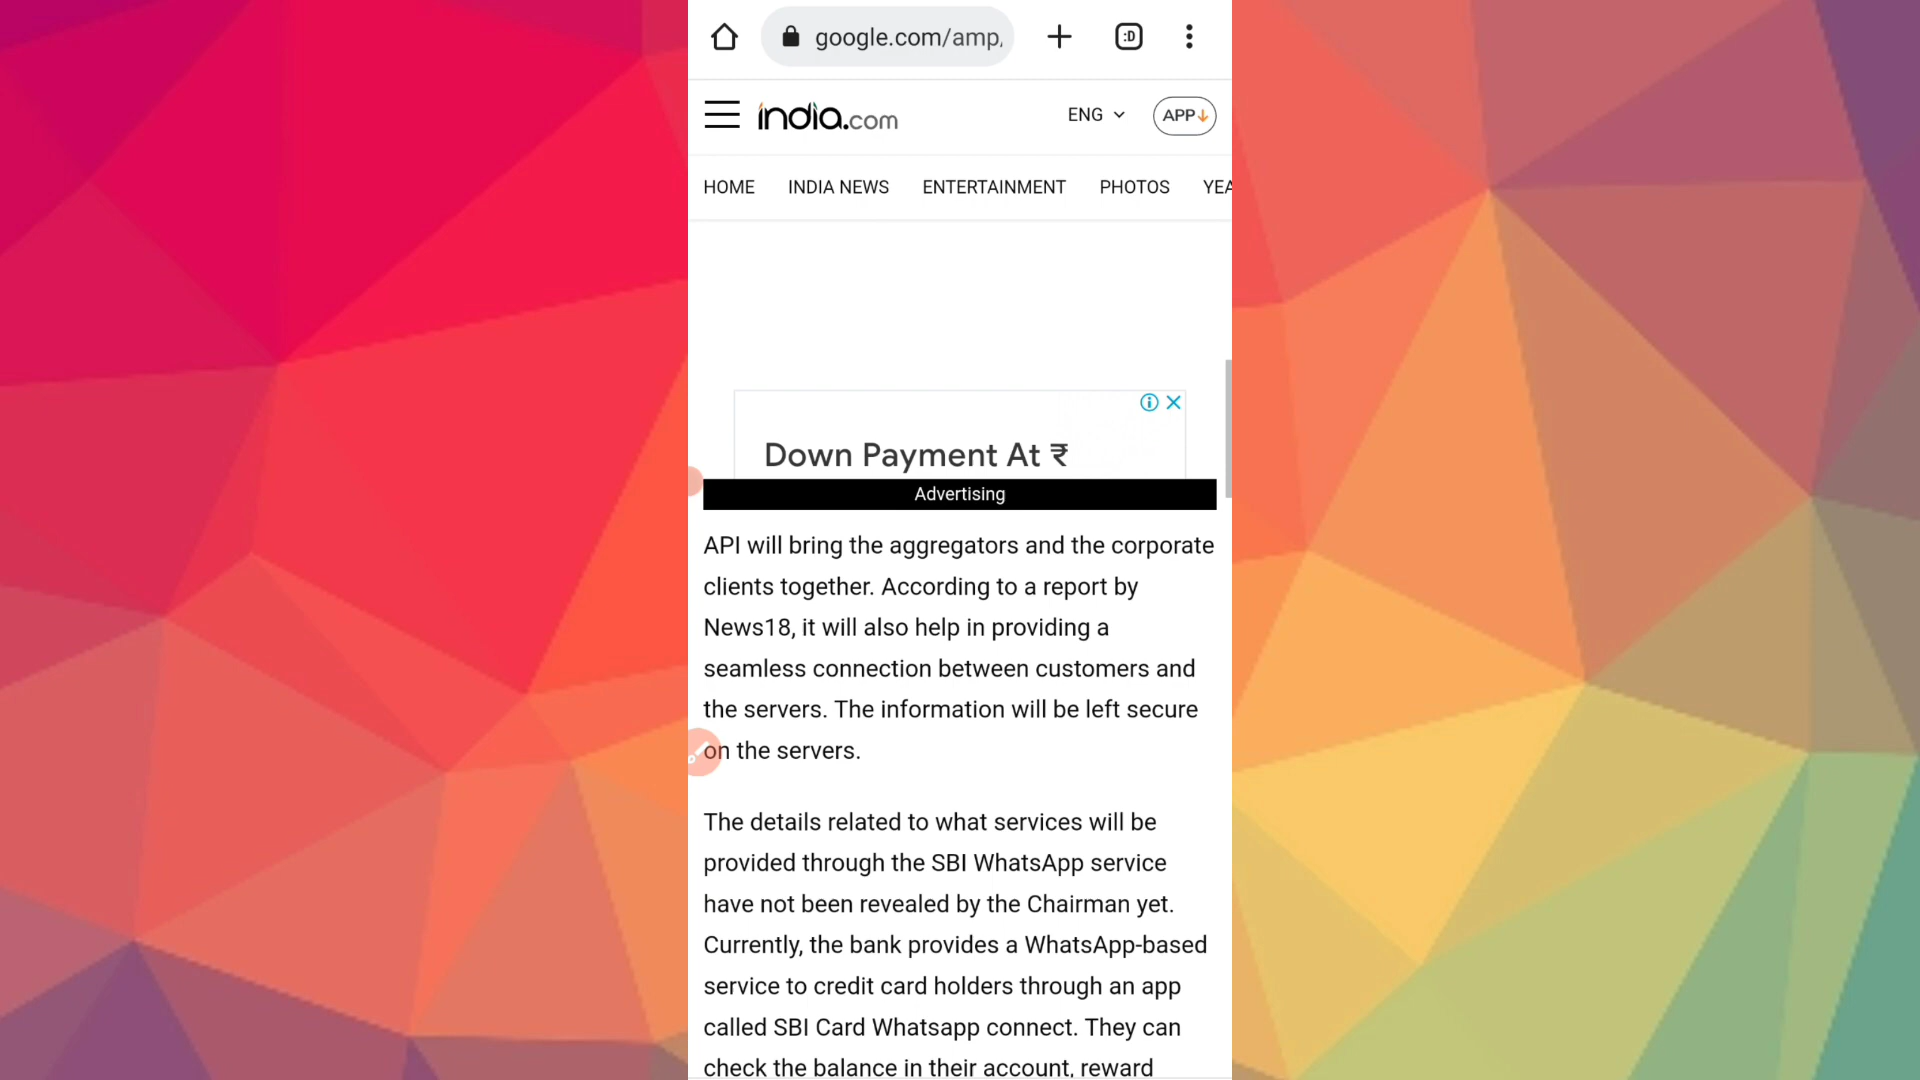 google.com/amp
:D
india.com
ENG
APP
HOME INDIA NEWS ENTERTAINMENT PHOTOS YEA
Down Payment At ₹
Advertising
API will bring the aggregators and the corporate
clients together. According to a report by
News18, it will also help in providing a
seamless connection between customers and
the servers. The information will be left secure
on the servers.
The details related to what services will be
provided through the SBI WhatsApp service
have not been revealed by the Chairman yet.
Currently, the bank provides a WhatsApp-based
service to credit card holders through an app
called SBI Card Whatsapp connect. They can
check the balance in their account, reward